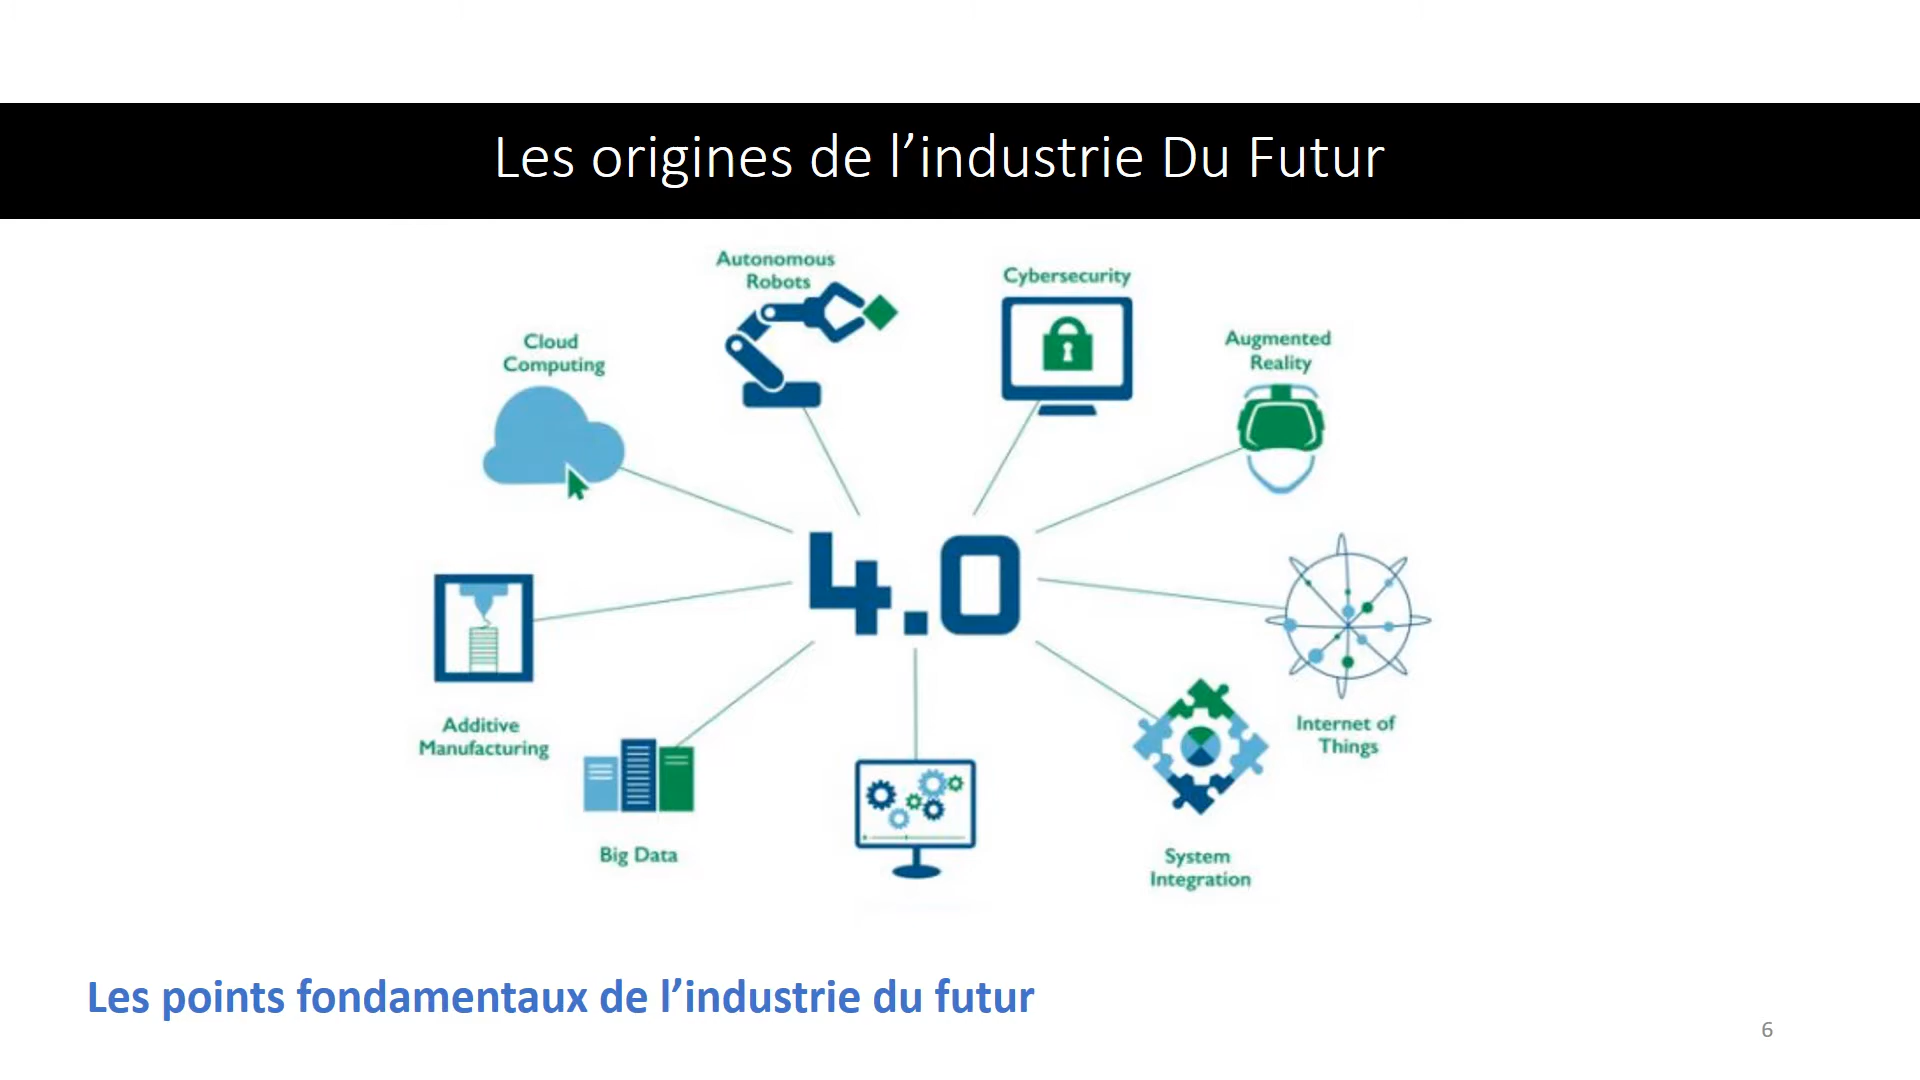 Les origines de l’industrie Du Futur
Autonomous
Robots
Cybersecurity
Cloud
Computing
Augmented
Reality
4.0
Additive
Manufacturing
Internet of
Things
Big Data
System
Integration
Les points fondamentaux de l’industrie du futur
6